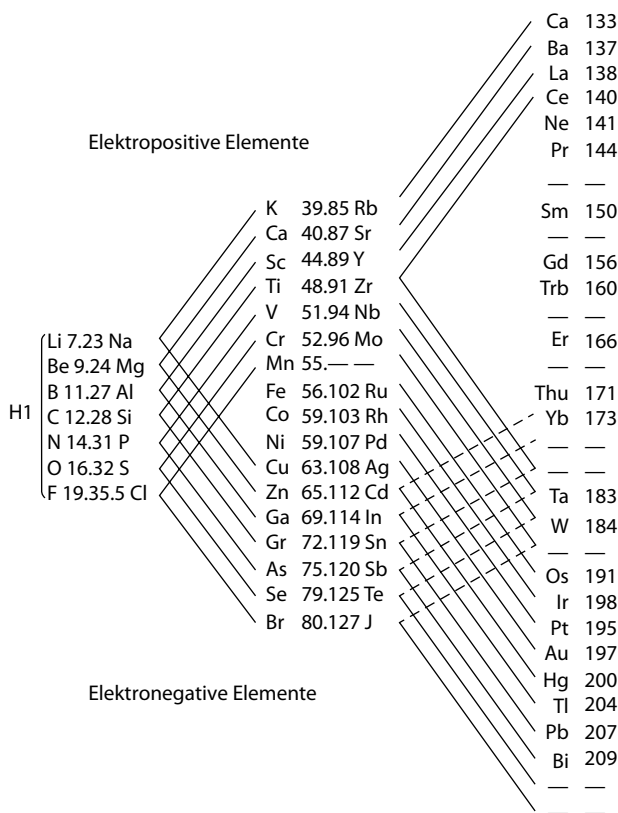 Elektropositive Elemente
H1
Li 7.23 Na
Be 9.24 Mg
B 11.27 Al
C 12.28 Si
N 14.31 P
O 16.32 S
F 19.35.5 Cl
K 39.85 Rb
Ca 40.87 Sr
Sc 44.89 Y
Ti 48.91 Zr
V 51.94 Nb
Cr 52.96 Mo
Mn 55.— —
Fe 56.102 Ru
Co 59.103 Rh
Ni 59.107 Pd
Cu 63.108 Ag
Zn 65.112 Cd
Ga 69.114 In
Gr 72.119 Sn
As 75.120 Sb
Se 79.125 Te
Br 80.127 J
Ca 133
Ba 137
La 138
Ce 140
Ne 141
Pr 144
— —
Sm 150
— —
Gd 156
Trb 160
— —
Er 166
— —
Thu 171
Yb 173
— —
— —
Ta 183
W 184
— —
Os 191
Ir 198
Pt 195
Au 197
Hg 200
Tl 204
Pb 207
Bi 209
— —
— —
Elektronegative Elemente